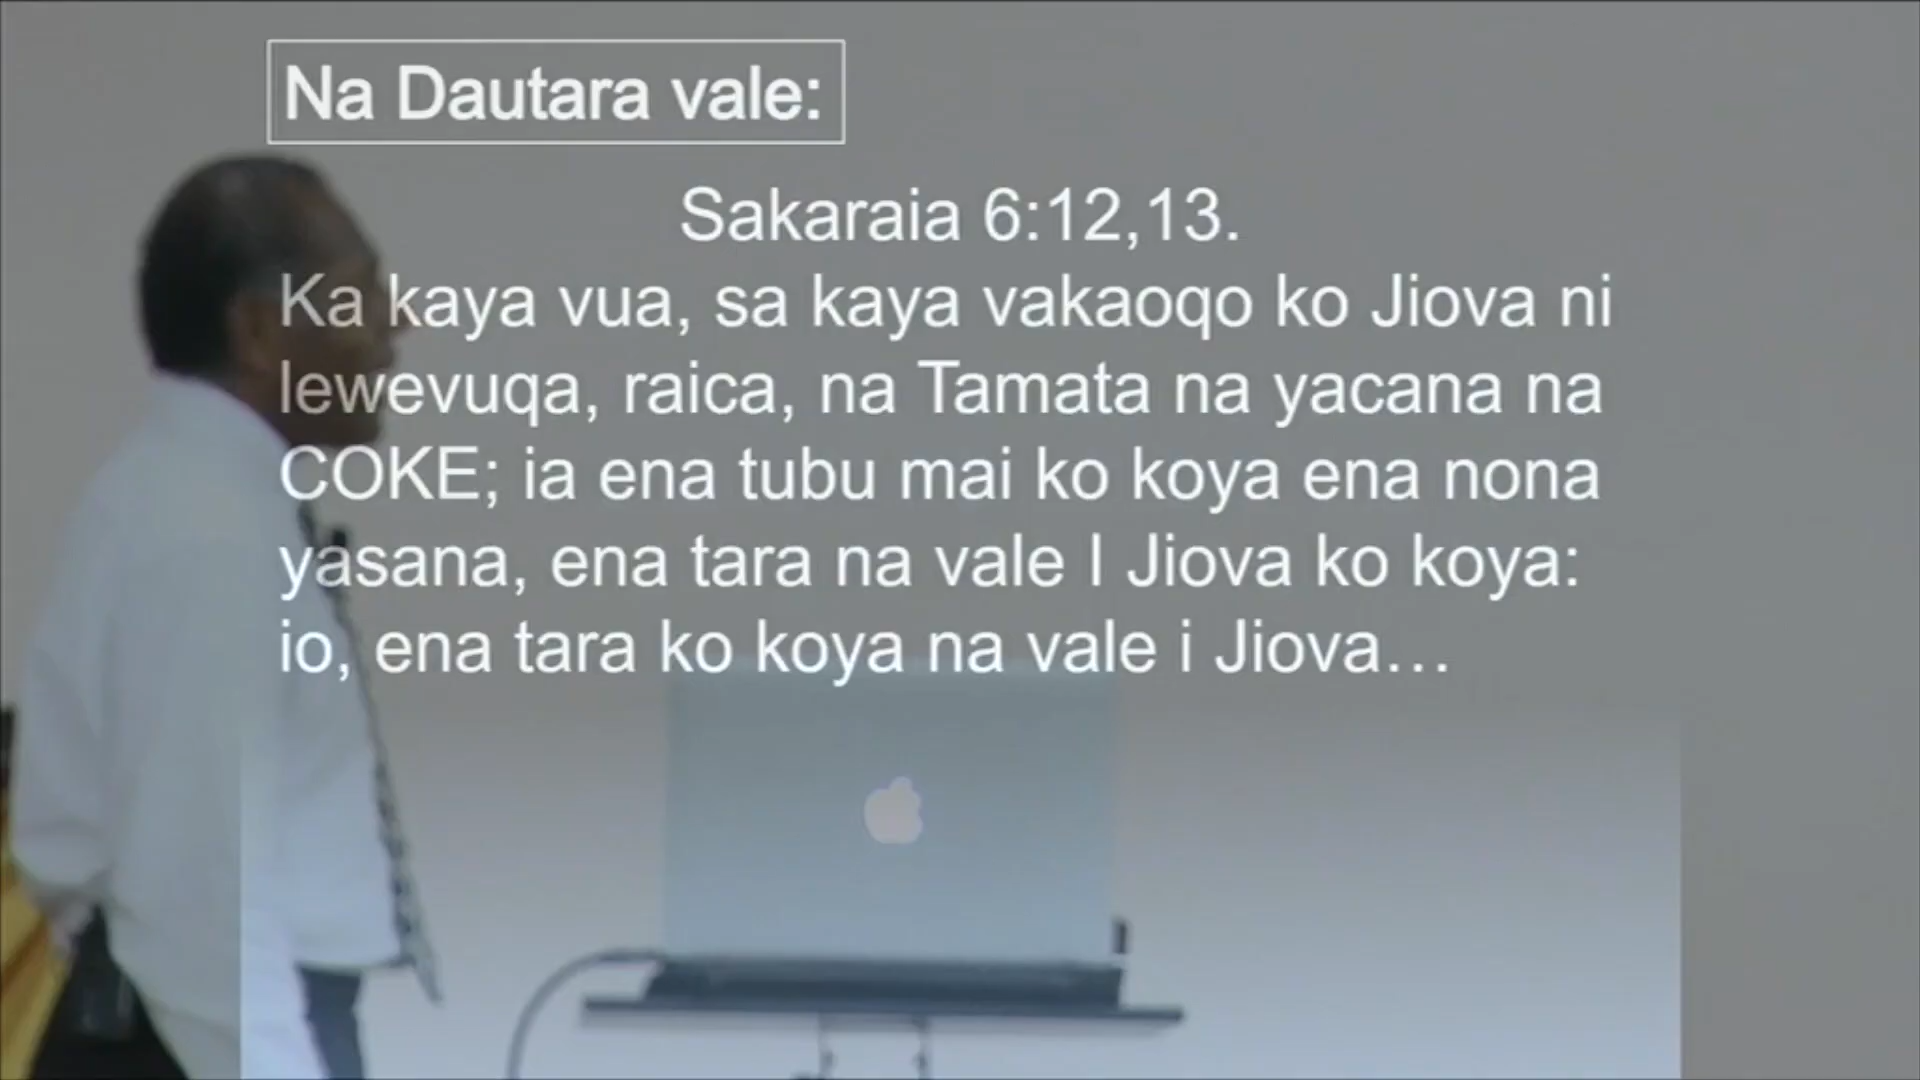 Na Dautara vale:
Sakaraia 6:12,13.
Ka kaya vua, sa kaya vakaoqo ko Jiova ni
lewevuqa, raica, na Tamata na yacana na
COKE; ia ena tubu mai ko koya ena nona
yasana, ena tara na vale I Jiova ko koya:
io, ena tara ko koya na vale i Jiova…